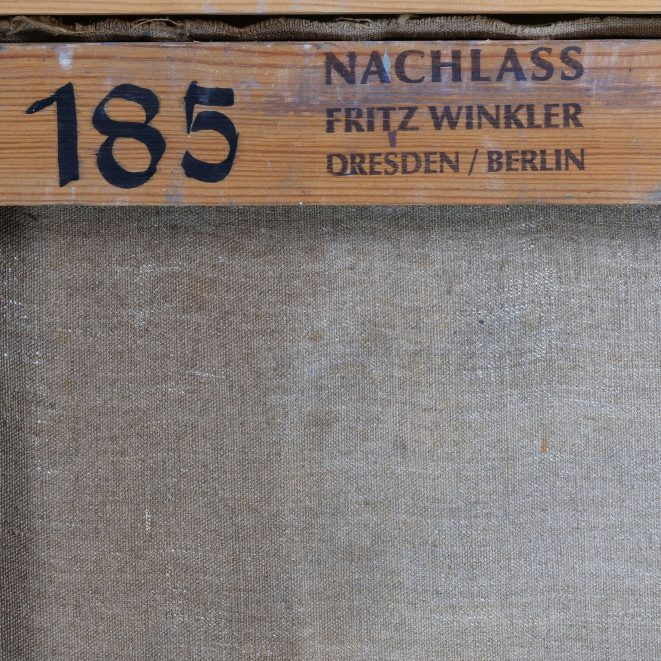 185
NACHLASS
FRITZ WINKLER
DRESDEN / BERLIN